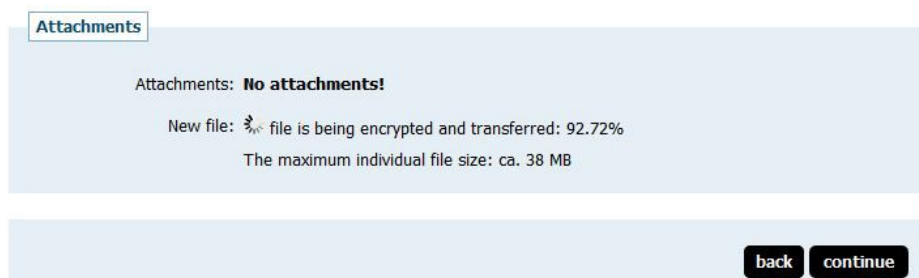 Attachments
Attachments: No attachments!
New file: file is being encrypted and transferred: 92.72%
The maximum individual file size: ca. 38 MB
back continue